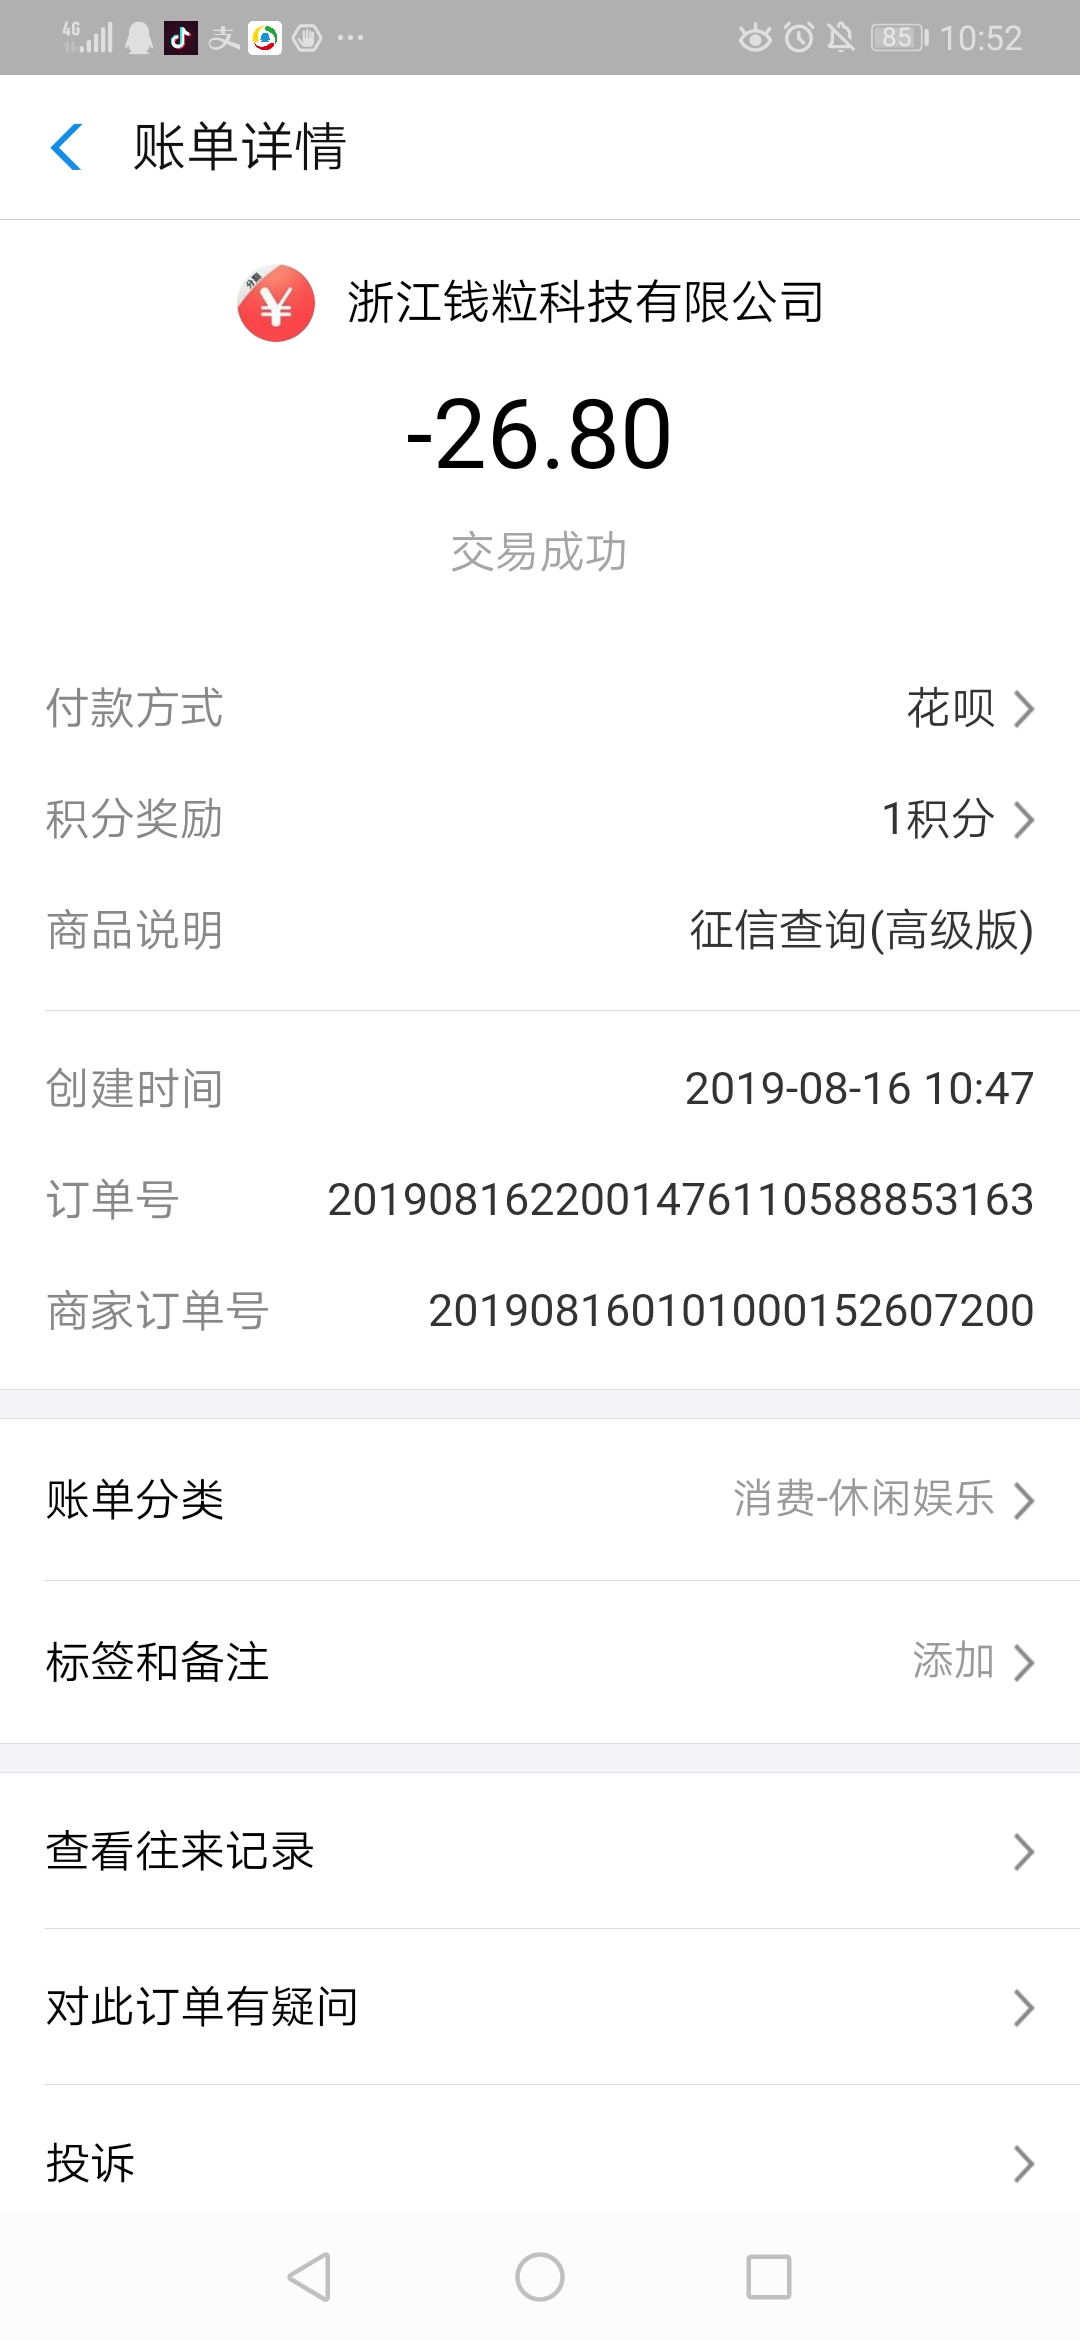 4G 85 10:52
账单详情
分期
浙江钱粒科技有限公司
-26.80
交易成功
付款方式 花呗
积分奖励 1积分
商品说明 征信查询(高级版)
创建时间 2019-08-16 10:47
订单号 2019081622001476110588853163
商家订单号 201908160101000152607200
账单分类 消费-休闲娱乐
标签和备注 添加
查看往来记录
对此订单有疑问
投诉